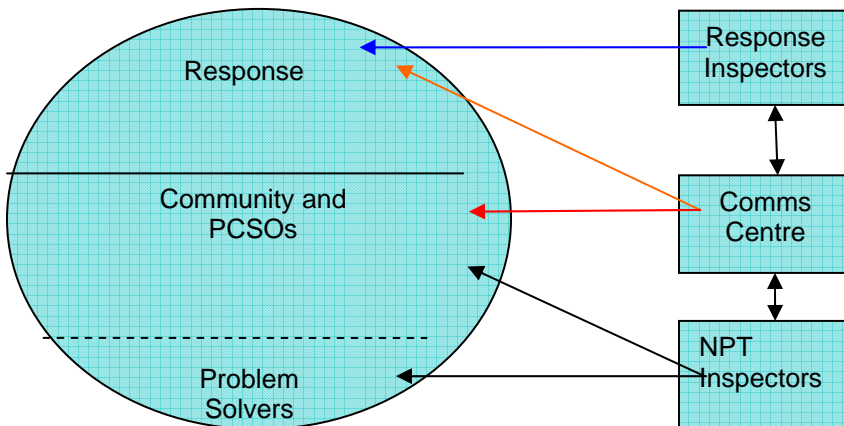 Response
Community and
PCSOs
Problem
Solvers
Response
Inspectors
Comms
Centre
NPT
Inspectors